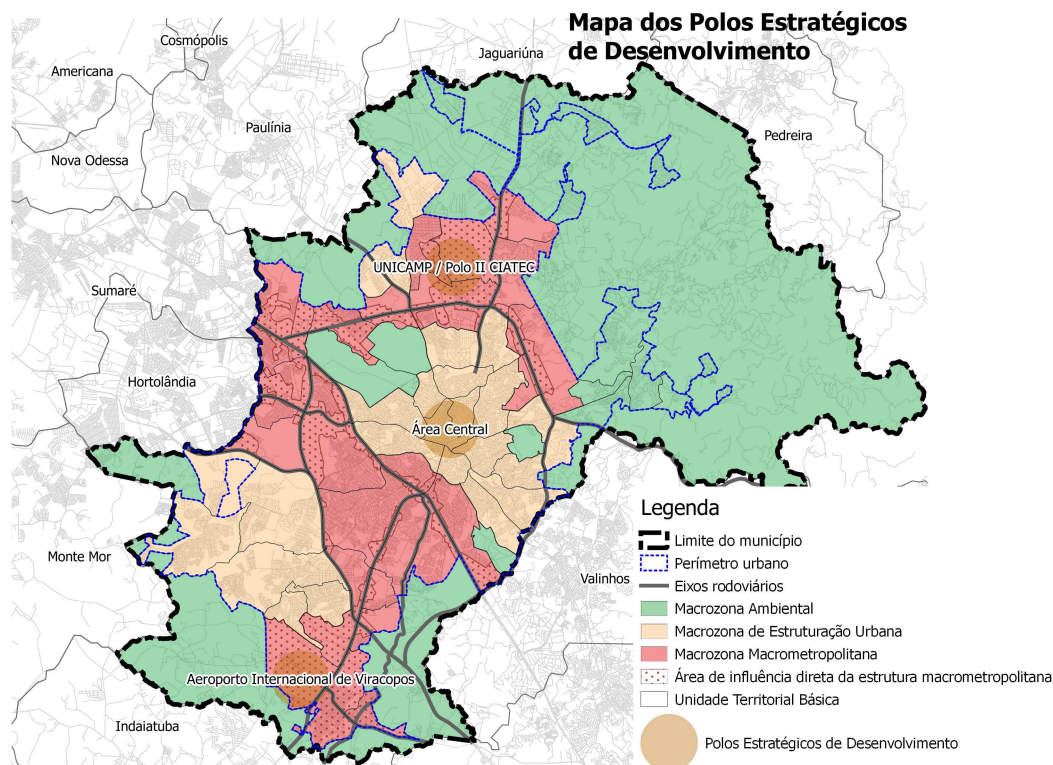 Mapa dos Polos Estratégicos
de Desenvolvimento
Cosmópolis
Jaguariúna
Americana
Paulínia
Pedreira
Nova Odessa
UNICAMP / Polo II CIATEC
Sumaré
Hortolândia
Área Central
Monte Mor
Valinhos
Aeroporto Internacional de Viracopos
Indaiatuba
Legenda
Limite do município
Perímetro urbano
Eixos rodoviários
Macrozona Ambiental
Macrozona de Estruturação Urbana
Macrozona Macrometropolitana
Área de influência direta da estrutura macrometropolitana
Unidade Territorial Básica
Polos Estratégicos de Desenvolvimento